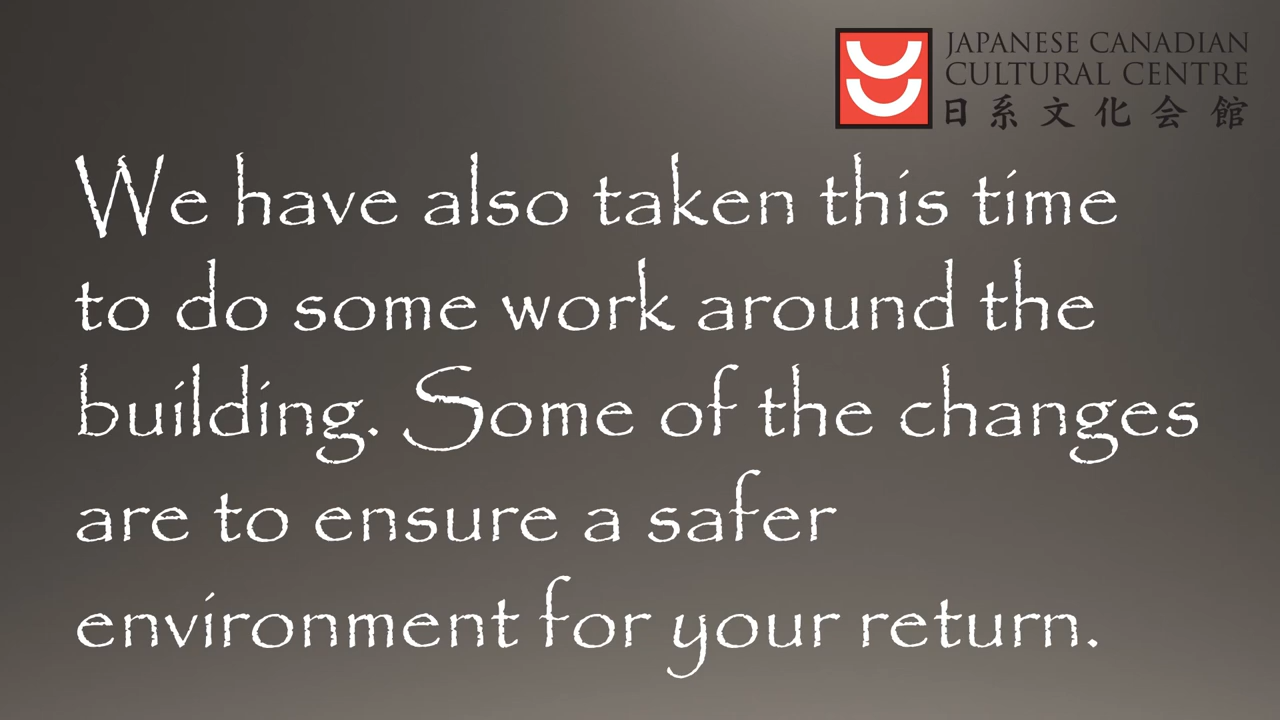 JAPANESE CANADIAN
CULTURAL CENTRE
日系文化会館
We have also taken this time
to do some work around the
building. Some of the changes
are to ensure a safer
environment for your return.